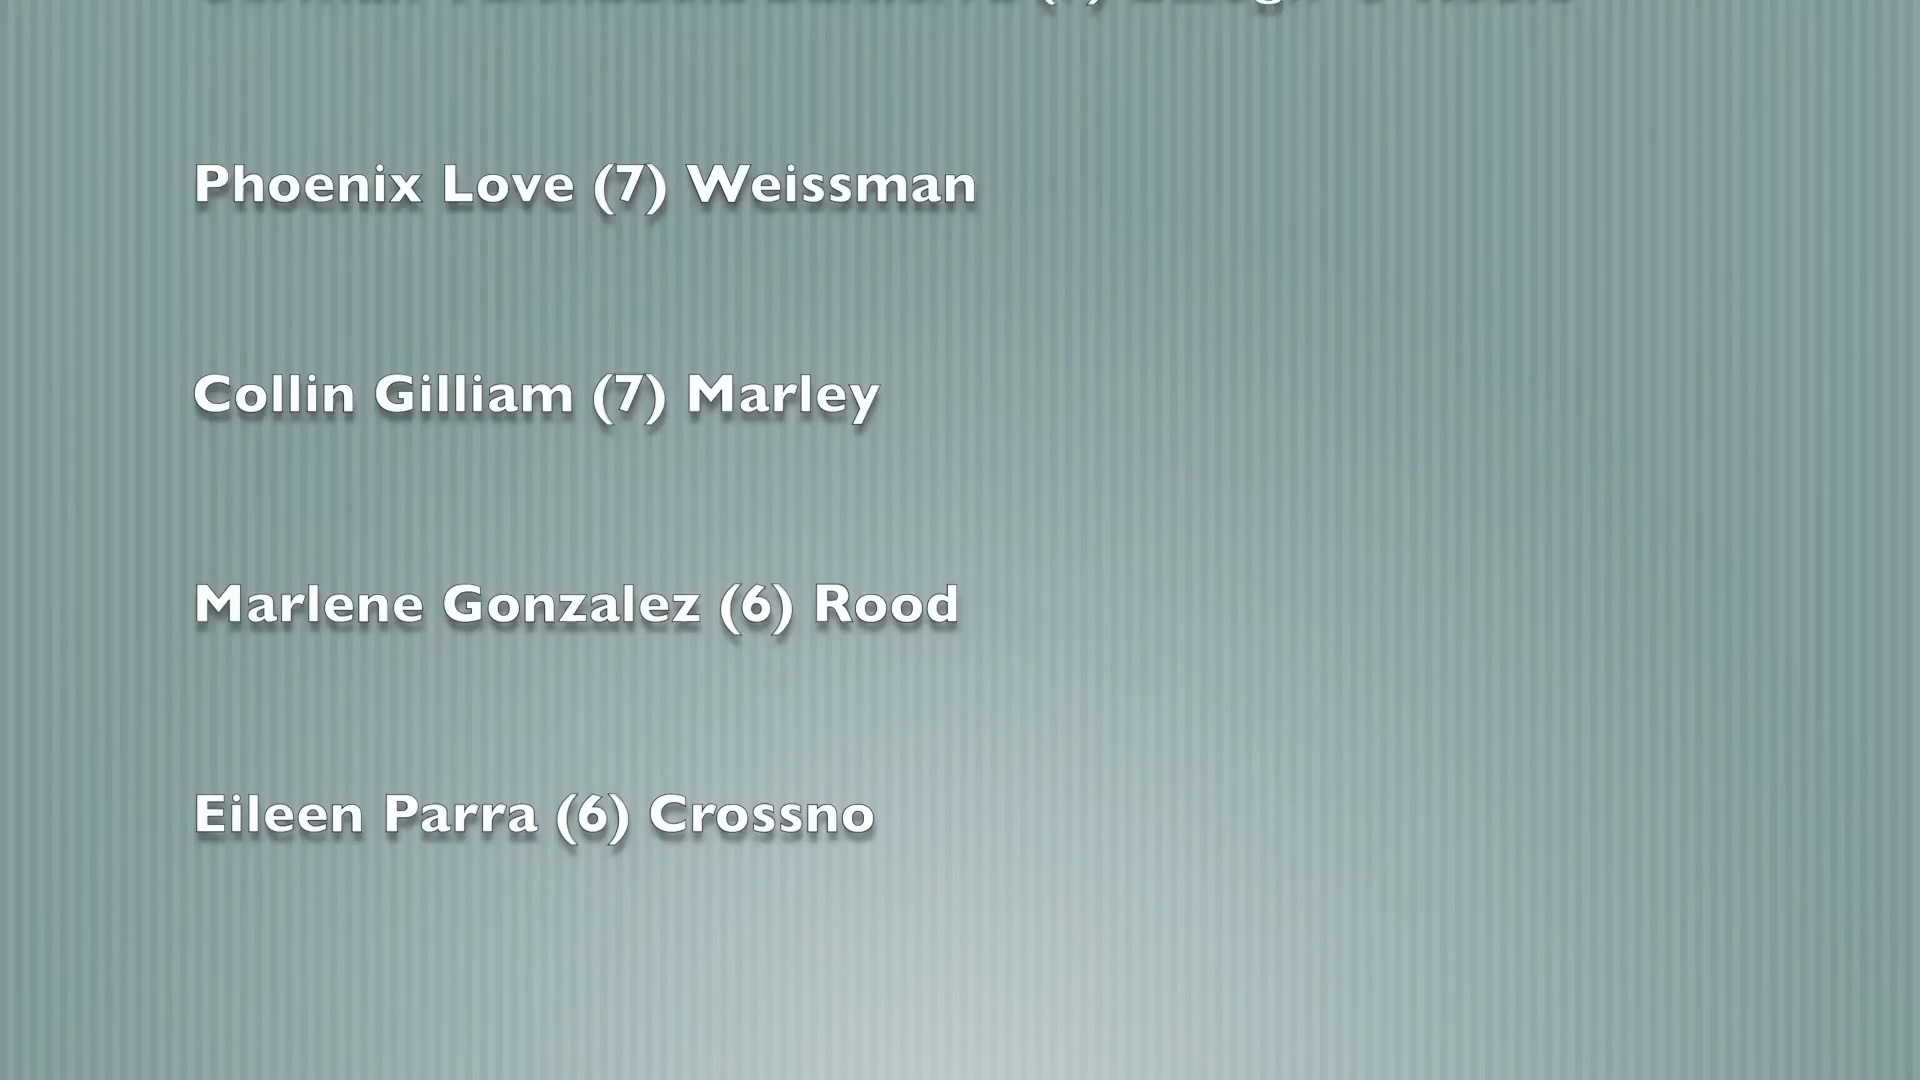 Phoenix Love (7) Weissman
Collin Gilliam (7) Marley
Marlene Gonzalez (6) Rood
Eileen Parra (6) Crossno